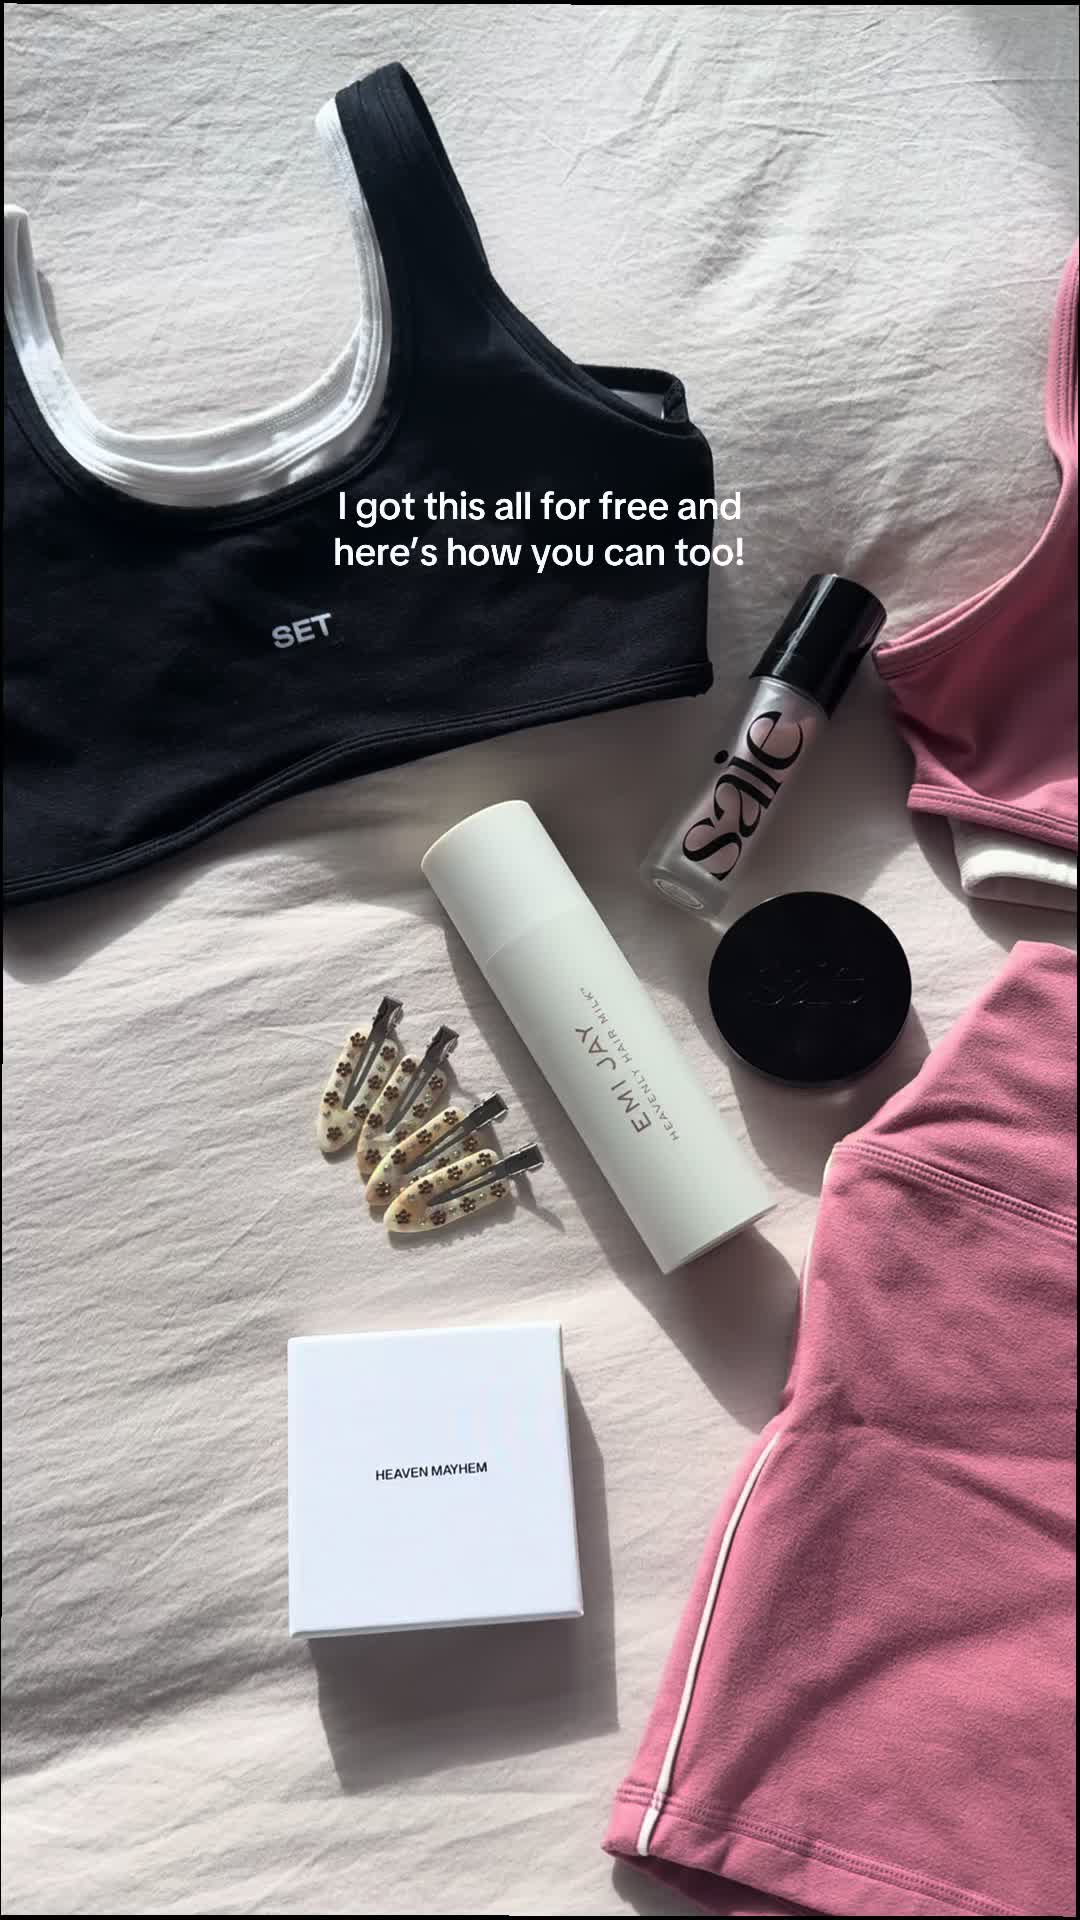 I got this all for free and
here's how you can too!
SET
saie
EMI JAY
HEAVENLY HAIR MILK™
HEAVEN MAYHEM